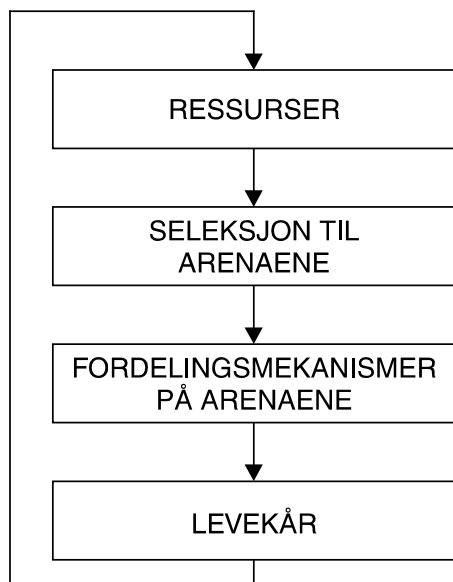 RESSURSER
SELEKSJON TIL
ARENAENE
FORDELINGSMEKANISMER
PÅ ARENAENE
LEVEKÅR